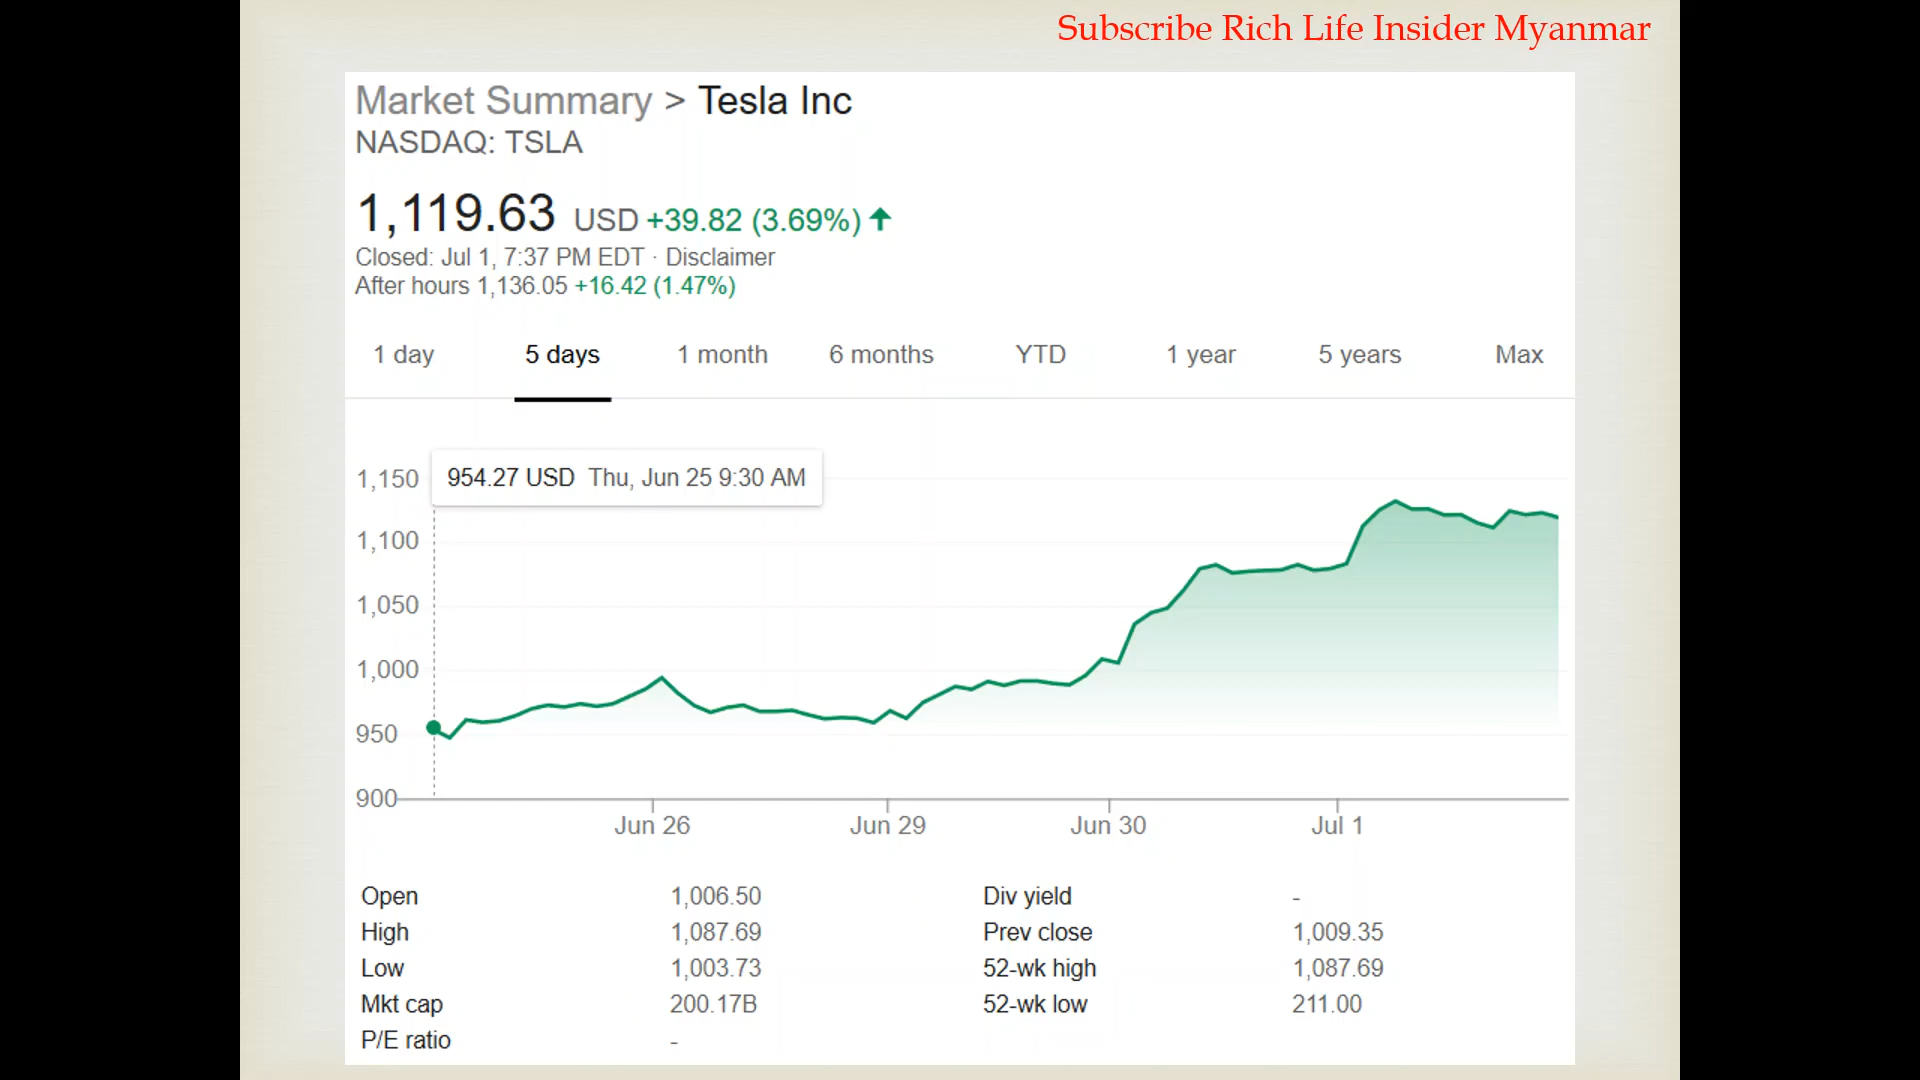 Subscribe Rich Life Insider Myanmar
Market Summary > Tesla Inc
NASDAQ: TSLA
1,119.63 USD +39.82 (3.69%) ↑
Closed: Jul 1, 7:37 PM EDT · Disclaimer
After hours 1,136.05 +16.42 (1.47%)
1 day 5 days 1 month 6 months YTD 1 year 5 years Max
954.27 USD Thu, Jun 25 9:30 AM
1,150
1,100
1,050
1,000
950
900
Jun 26 Jun 29 Jun 30 Jul 1
Open 1,006.50 Div yield -
High 1,087.69 Prev close 1,009.35
Low 1,003.73 52-wk high 1,087.69
Mkt cap 200.17B 52-wk low 211.00
P/E ratio -